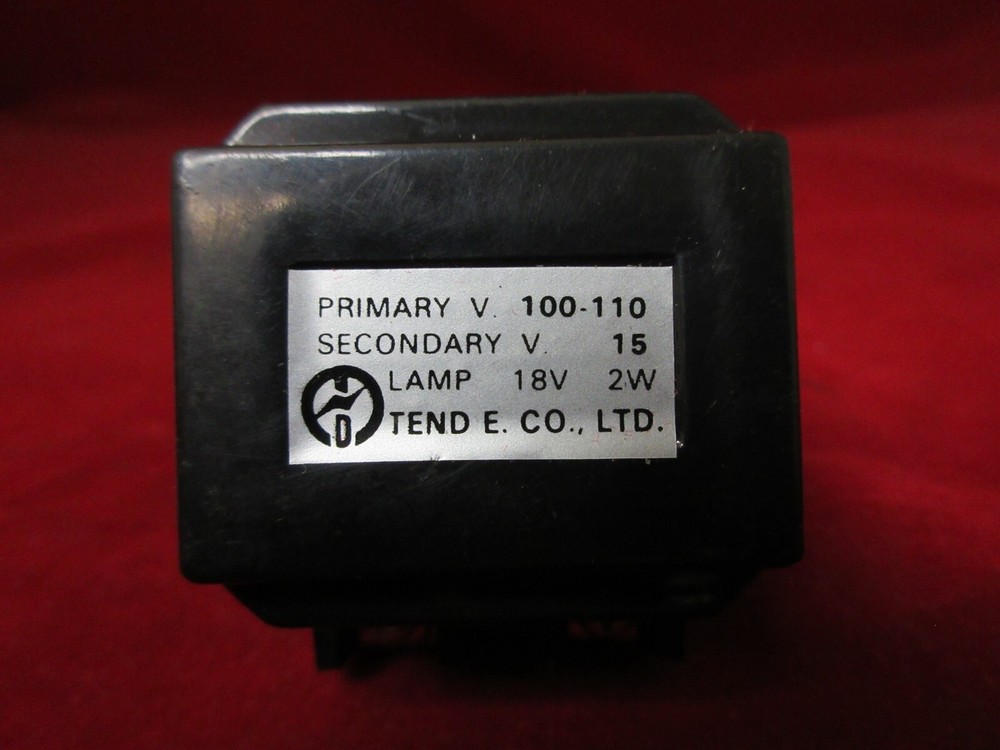 PRIMARY V. 100-110
SECONDARY V. 15
LAMP 18V 2W
TEND E. CO., LTD.